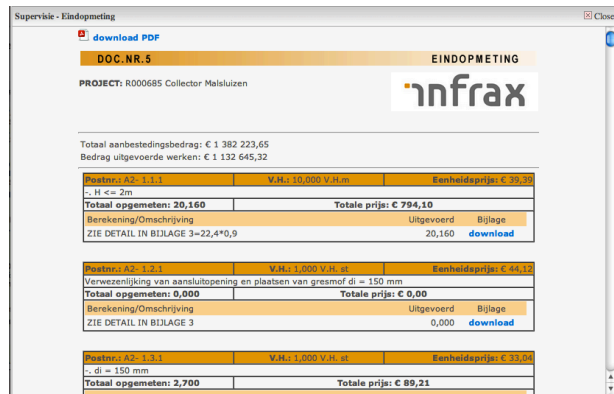 Supervisie - Eindopmeting
Close
download PDF
DOC.NR.5 EINDOPMETING
PROJECT: R000685 Collector Malsluizen
infrax
Totaal aanbestedingsbedrag: € 1 382 223,65
Bedrag uitgevoerde werken: € 1 132 645,32
Postnr.: A2- 1.1.1 V.H.: 10,000 V.H.m Eenheidsprijs: € 39,39
-. H <= 2m
Totaal opgemeten: 20,160 Totale prijs: € 794,10
Berekening/Omschrijving Uitgevoerd Bijlage
ZIE DETAIL IN BIJLAGE 3=22,4*0,9 20,160 download
Postnr.: A2- 1.2.1 V.H.: 1,000 V.H. st Eenheidsprijs: € 44,12
Verwezenlijking van aansluitopening en plaatsen van gresmof di = 150 mm
Totaal opgemeten: 0,000 Totale prijs: € 0,00
Berekening/Omschrijving Uitgevoerd Bijlage
ZIE DETAIL IN BIJLAGE 3 0,000 download
Postnr.: A2- 1.3.1 V.H.: 1,000 V.H. st Eenheidsprijs: € 33,04
-. di = 150 mm
Totaal opgemeten: 2,700 Totale prijs: € 89,21